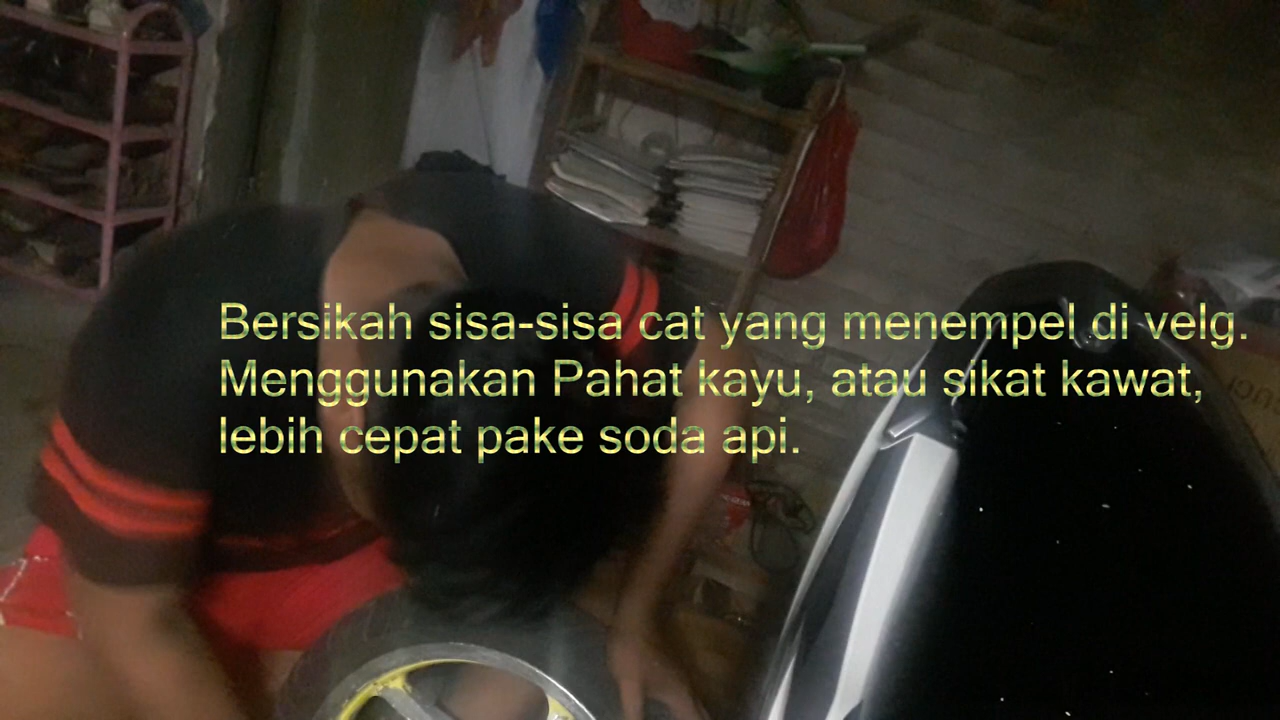 Bersikah sisa-sisa cat yang menempel di velg.
Menggunakan Pahat kayu, atau sikat kawat,
lebih cepat pake soda api.